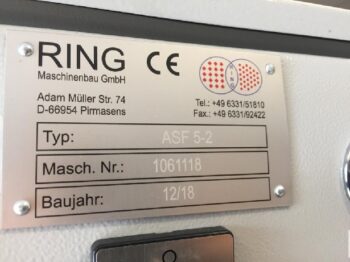 RING CE
Maschinenbau GmbH
RING
Adam Müller Str. 74
D-66954 Pirmasens
Tel.: +49 6331/51810
Fax.: +49 6331/92422
Typ: ASF 5-2
Masch. Nr.: 1061118
Baujahr: 12/18